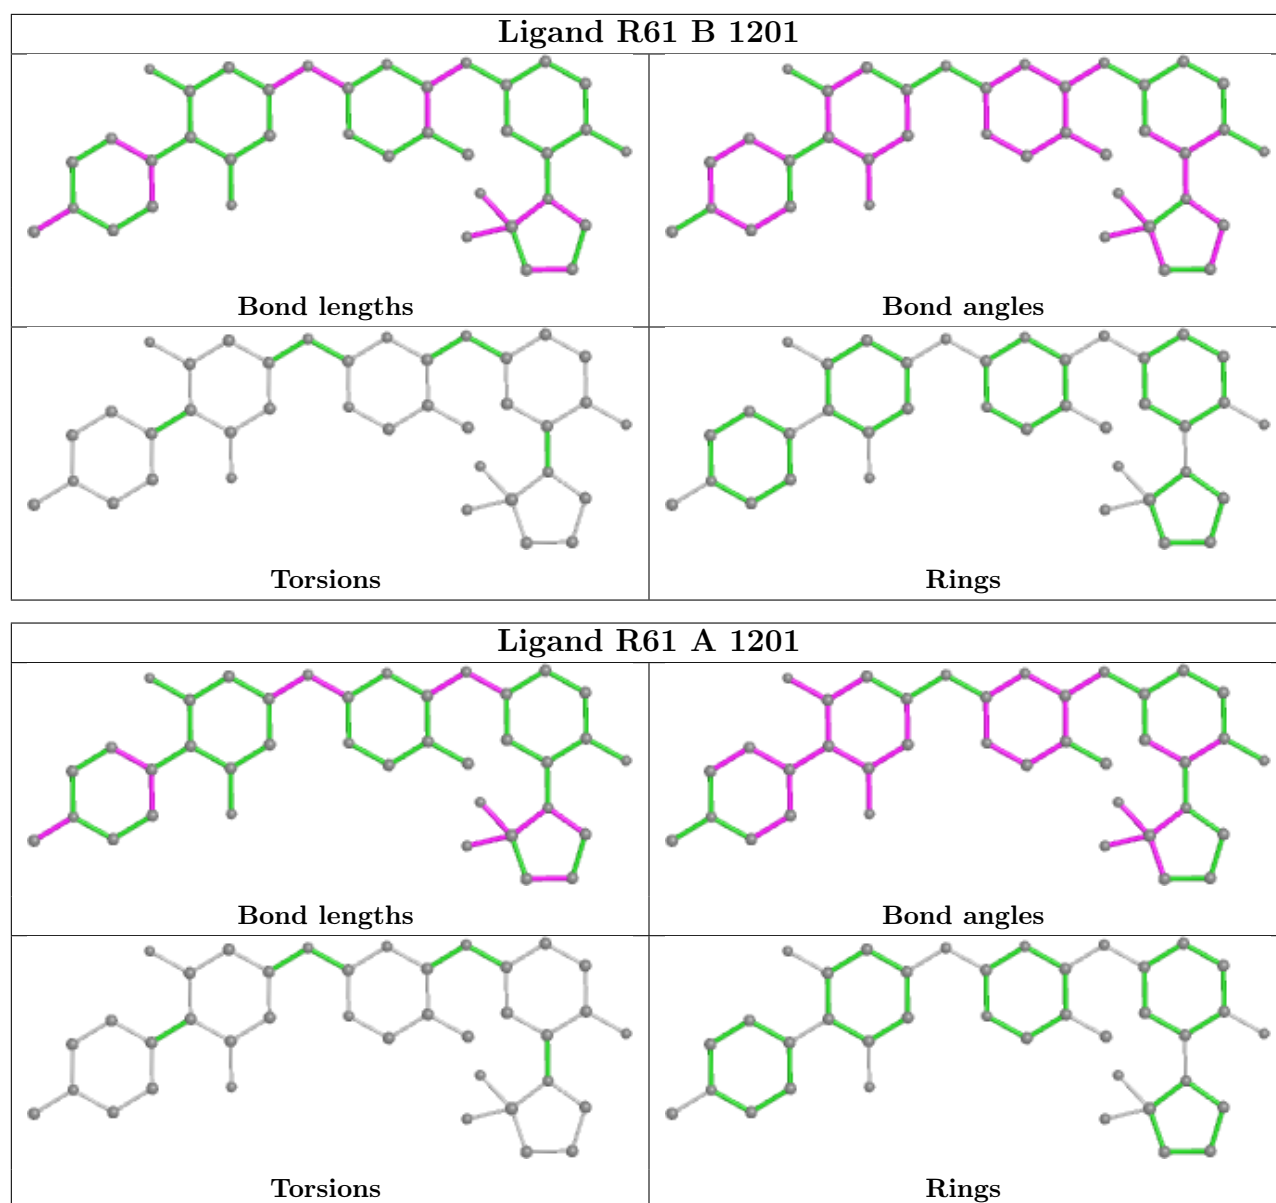 Ligand R61 B 1201
Bond lengths
Bond angles
Torsions
Rings
Ligand R61 A 1201
Bond lengths
Bond angles
Torsions
Rings